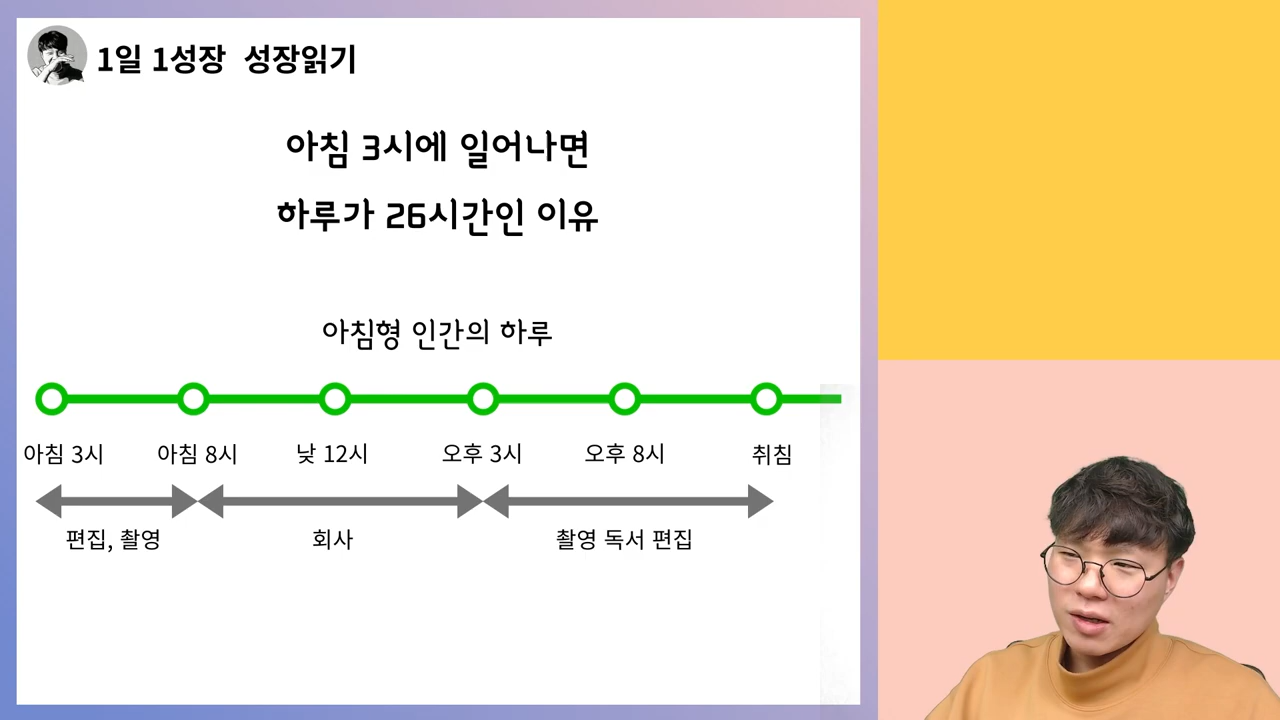 1일 1성장 성장읽기
아침 3시에 일어나면
하루가 26시간인 이유
아침형 인간의 하루
아침 3시 아침 8시 낮 12시 오후 3시 오후 8시 취침
편집, 촬영 회사 촬영 독서 편집